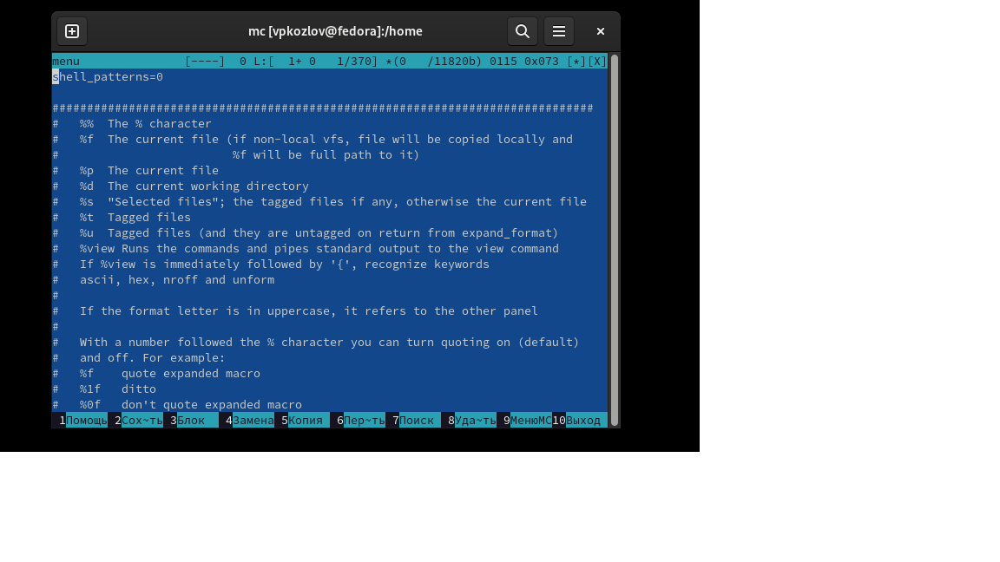 mc [vpkozlov@fedora]:/home
menu               [----]  0 L:[  1+ 0   1/370] *(0   /11820b) 0115 0x073 [*][X]
shell_patterns=0
##############################################################################
#   %%  The % character
#   %f  The current file (if non-local vfs, file will be copied locally and
#                         %f will be full path to it)
#   %p  The current file
#   %d  The current working directory
#   %s  "Selected files"; the tagged files if any, otherwise the current file
#   %t  Tagged files
#   %u  Tagged files (and they are untagged on return from expand_format)
#   %view Runs the commands and pipes standard output to the view command
#   If %view is immediately followed by '{', recognize keywords
#   ascii, hex, nroff and unform
#
#   If the format letter is in uppercase, it refers to the other panel
#
#   With a number followed the % character you can turn quoting on (default)
#   and off. For example:
#   %f    quote expanded macro
#   %1f   ditto
#   %0f   don't quote expanded macro
1Помощь 2Сох~ть 3Блок   4Замена 5Копия  6Пер~ть 7Поиск  8Уда~ть 9МенюMC 10Выход